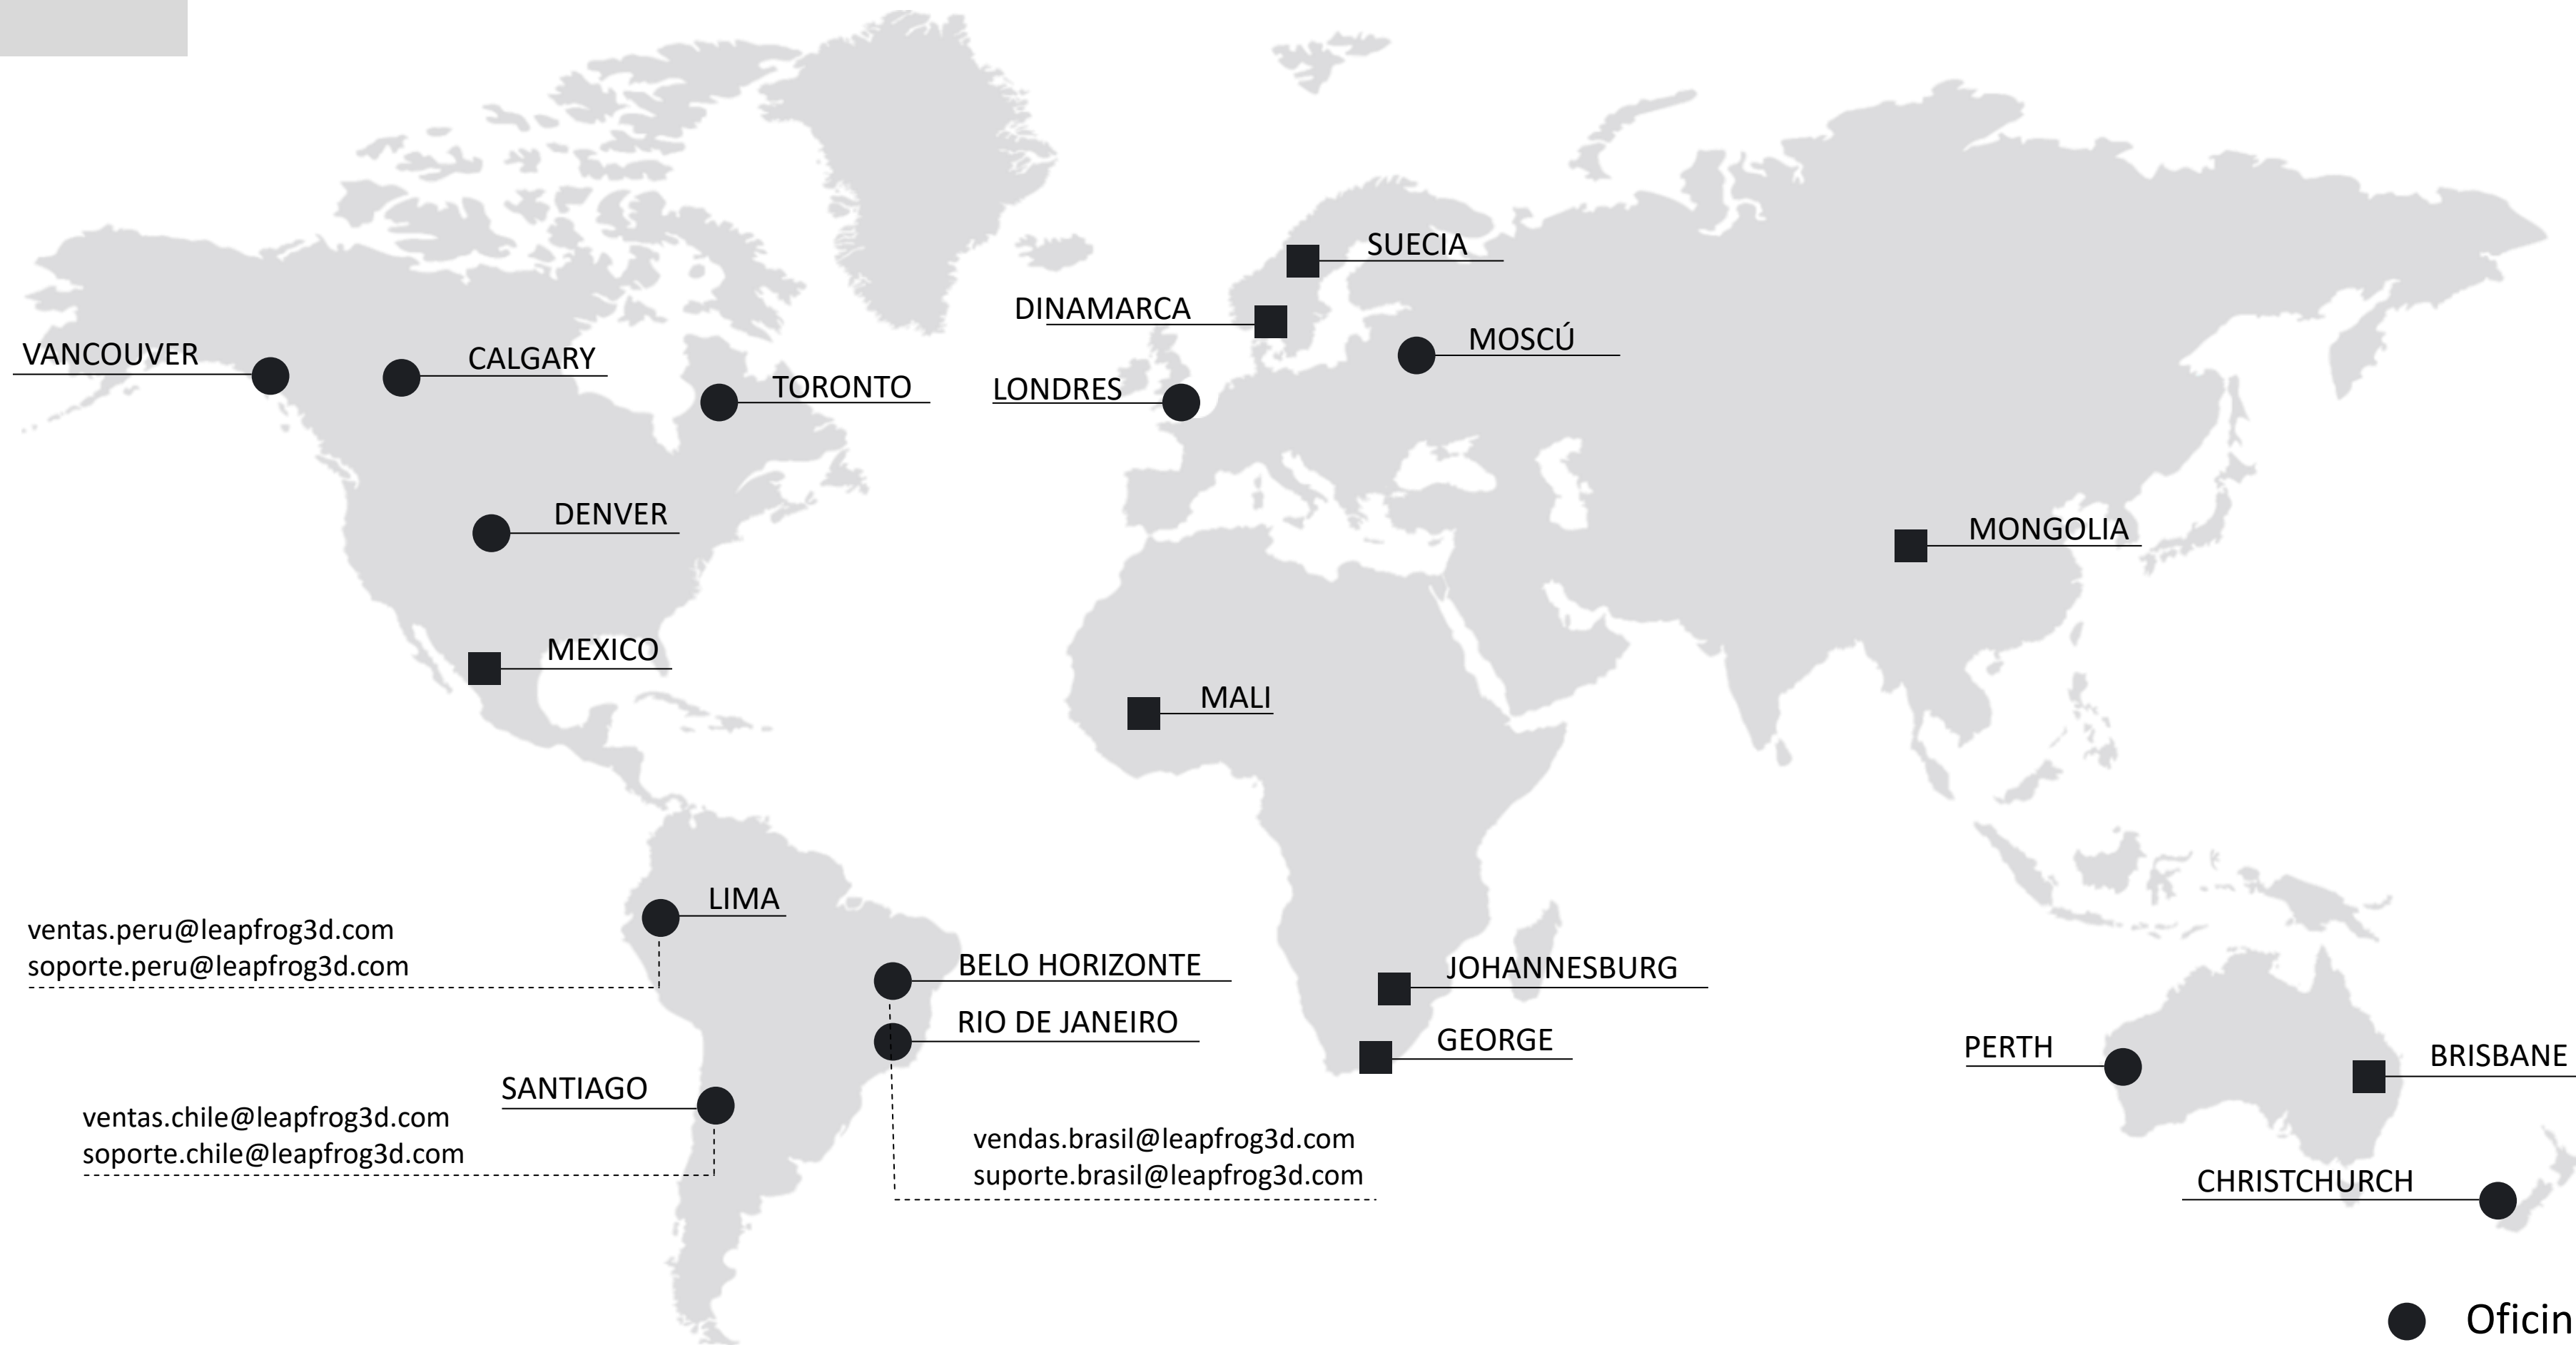 SUECIA
DINAMARCA
MOSCÚ
VANCOUVER
CALGARY
TORONTO
LONDRES
DENVER
MONGOLIA
MEXICO
MALI
LIMA
ventas.peru@leapfrog3d.com
soporte.peru@leapfrog3d.com
BELO HORIZONTE
JOHANNESBURG
RIO DE JANEIRO
GEORGE
PERTH
BRISBANE
SANTIAGO
ventas.chile@leapfrog3d.com
soporte.chile@leapfrog3d.com
vendas.brasil@leapfrog3d.com
suporte.brasil@leapfrog3d.com
CHRISTCHURCH
Oficin